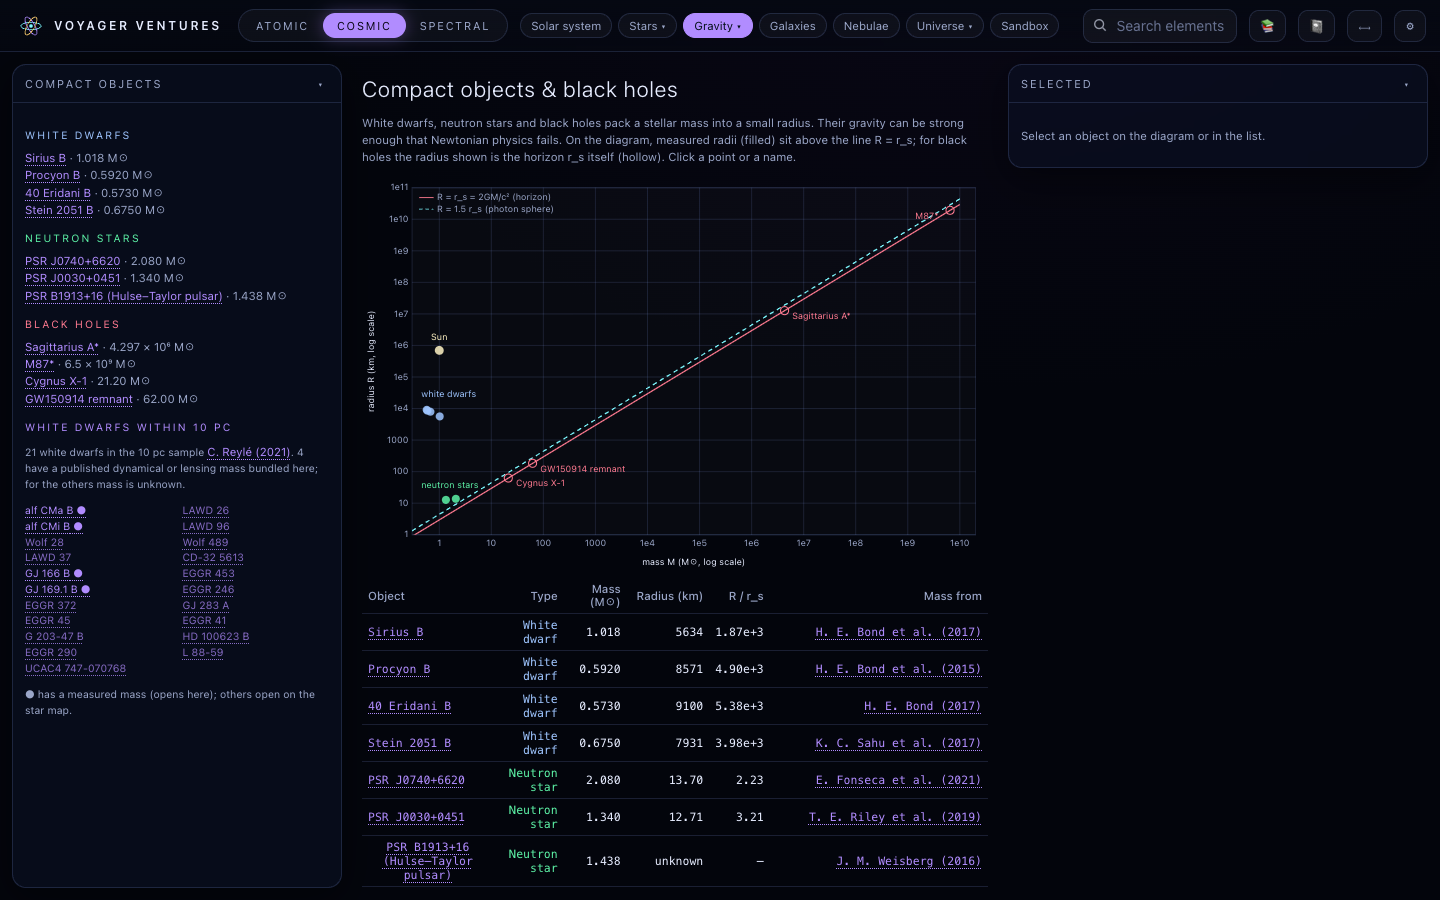 VOYAGER VENTURES
ATOMIC
COSMIC
SPECTRAL
Solar system
Stars ▾
Gravity ▾
Galaxies
Nebulae
Universe ▾
Sandbox
Search elements
COMPACT OBJECTS
WHITE DWARFS
Sirius B · 1.018 M☉
Procyon B · 0.5920 M☉
40 Eridani B · 0.5730 M☉
Stein 2051 B · 0.6750 M☉
NEUTRON STARS
PSR J0740+6620 · 2.080 M☉
PSR J0030+0451 · 1.340 M☉
PSR B1913+16 (Hulse–Taylor pulsar) · 1.438 M☉
BLACK HOLES
Sagittarius A* · 4.297 × 10⁶ M☉
M87* · 6.5 × 10⁹ M☉
Cygnus X-1 · 21.20 M☉
GW150914 remnant · 62.00 M☉
WHITE DWARFS WITHIN 10 PC
21 white dwarfs in the 10 pc sample C. Reylé (2021). 4
have a published dynamical or lensing mass bundled here;
for the others mass is unknown.
alf CMa B ●
LAWD 26
alf CMi B ●
LAWD 96
Wolf 28
Wolf 489
LAWD 37
CD-32 5613
GJ 166 B ●
EGGR 453
GJ 169.1 B ●
EGGR 246
EGGR 372
GJ 283 A
EGGR 45
EGGR 41
G 203-47 B
HD 100623 B
EGGR 290
L 88-59
UCAC4 747-070768
● has a measured mass (opens here); others open on the
star map.
Compact objects & black holes
White dwarfs, neutron stars and black holes pack a stellar mass into a small radius. Their gravity can be strong
enough that Newtonian physics fails. On the diagram, measured radii (filled) sit above the line R = r_s; for black
holes the radius shown is the horizon r_s itself (hollow). Click a point or a name.
R = r_s = 2GM/c² (horizon)
R = 1.5 r_s (photon sphere)
radius R (km, log scale)
1e11
1e10
1e9
1e8
1e7
1e6
1e5
1e4
1000
100
10
1
M87*
Sagittarius A*
Sun
white dwarfs
GW150914 remnant
Cygnus X-1
neutron stars
1
10
100
1000
1e4
1e5
1e6
1e7
1e8
1e9
1e10
mass M (M☉, log scale)
Object
Type
Mass (M☉)
Radius (km)
R / r_s
Mass from
Sirius B
White dwarf
1.018
5634
1.87e+3
H. E. Bond et al. (2017)
Procyon B
White dwarf
0.5920
8571
4.90e+3
H. E. Bond et al. (2015)
40 Eridani B
White dwarf
0.5730
9100
5.38e+3
H. E. Bond (2017)
Stein 2051 B
White dwarf
0.6750
7931
3.98e+3
K. C. Sahu et al. (2017)
PSR J0740+6620
Neutron star
2.080
13.70
2.23
E. Fonseca et al. (2021)
PSR J0030+0451
Neutron star
1.340
12.71
3.21
T. E. Riley et al. (2019)
PSR B1913+16 (Hulse–Taylor pulsar)
Neutron star
1.438
unknown
—
J. M. Weisberg (2016)
SELECTED
Select an object on the diagram or in the list.